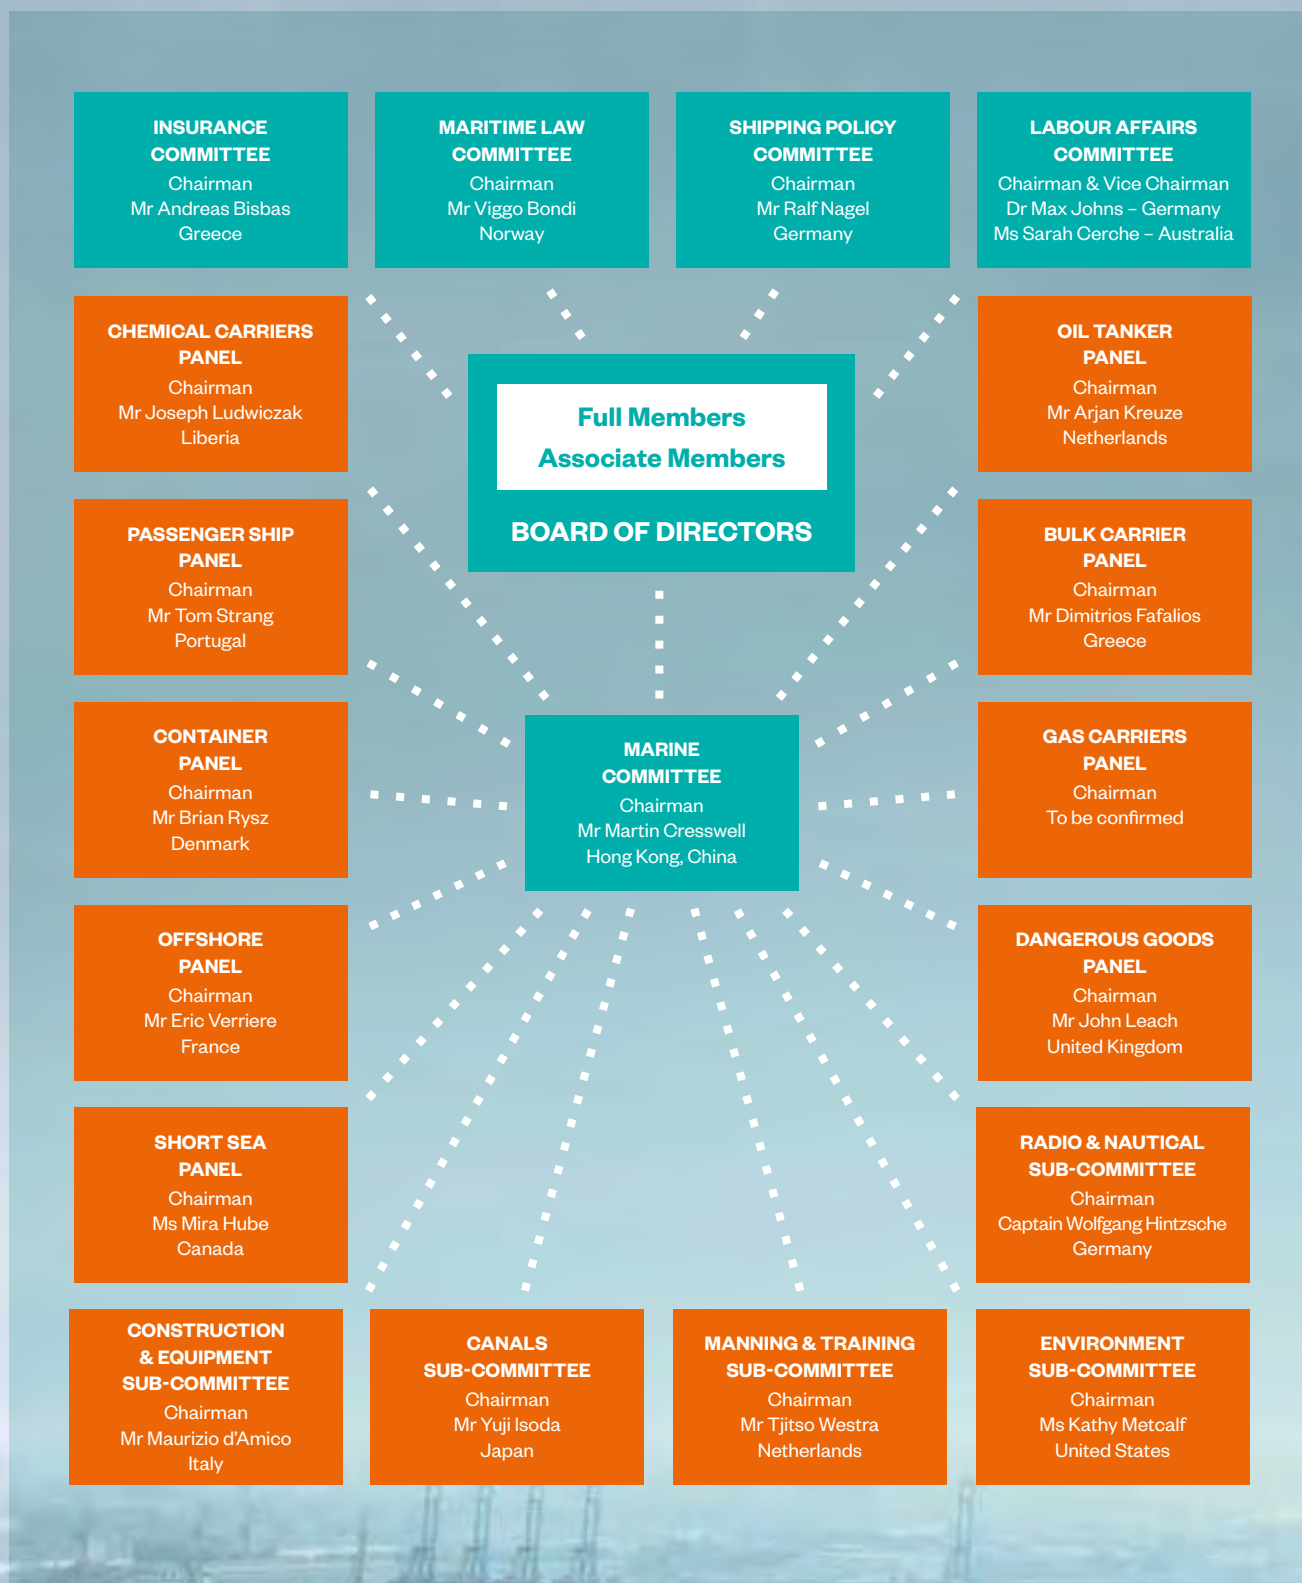 INSURANCE
COMMITTEE
Chairman
Mr Andreas Bisbas
Greece
MARITIME LAW
COMMITTEE
Chairman
Mr Viggo Bondi
Norway
SHIPPING POLICY
COMMITTEE
Chairman
Mr Ralf Nagel
Germany
LABOUR AFFAIRS
COMMITTEE
Chairman & Vice Chairman
Dr Max Johns – Germany
Ms Sarah Cerche – Australia
CHEMICAL CARRIERS
PANEL
Chairman
Mr Joseph Ludwiczak
Liberia
Full Members
Associate Members
BOARD OF DIRECTORS
OIL TANKER
PANEL
Chairman
Mr Arjan Kreuze
Netherlands
PASSENGER SHIP
PANEL
Chairman
Mr Tom Strang
Portugal
BULK CARRIER
PANEL
Chairman
Mr Dimitrios Fafalios
Greece
CONTAINER
PANEL
Chairman
Mr Brian Rysz
Denmark
MARINE
COMMITTEE
Chairman
Mr Martin Cresswell
Hong Kong, China
GAS CARRIERS
PANEL
Chairman
To be confirmed
OFFSHORE
PANEL
Chairman
Mr Eric Verriere
France
DANGEROUS GOODS
PANEL
Chairman
Mr John Leach
United Kingdom
SHORT SEA
PANEL
Chairman
Ms Mira Hube
Canada
RADIO & NAUTICAL
SUB-COMMITTEE
Chairman
Captain Wolfgang Hintzsche
Germany
CONSTRUCTION
& EQUIPMENT
SUB-COMMITTEE
Chairman
Mr Maurizio d'Amico
Italy
CANALS
SUB-COMMITTEE
Chairman
Mr Yuji Isoda
Japan
MANNING & TRAINING
SUB-COMMITTEE
Chairman
Mr Tjitso Westra
Netherlands
ENVIRONMENT
SUB-COMMITTEE
Chairman
Ms Kathy Metcalf
United States